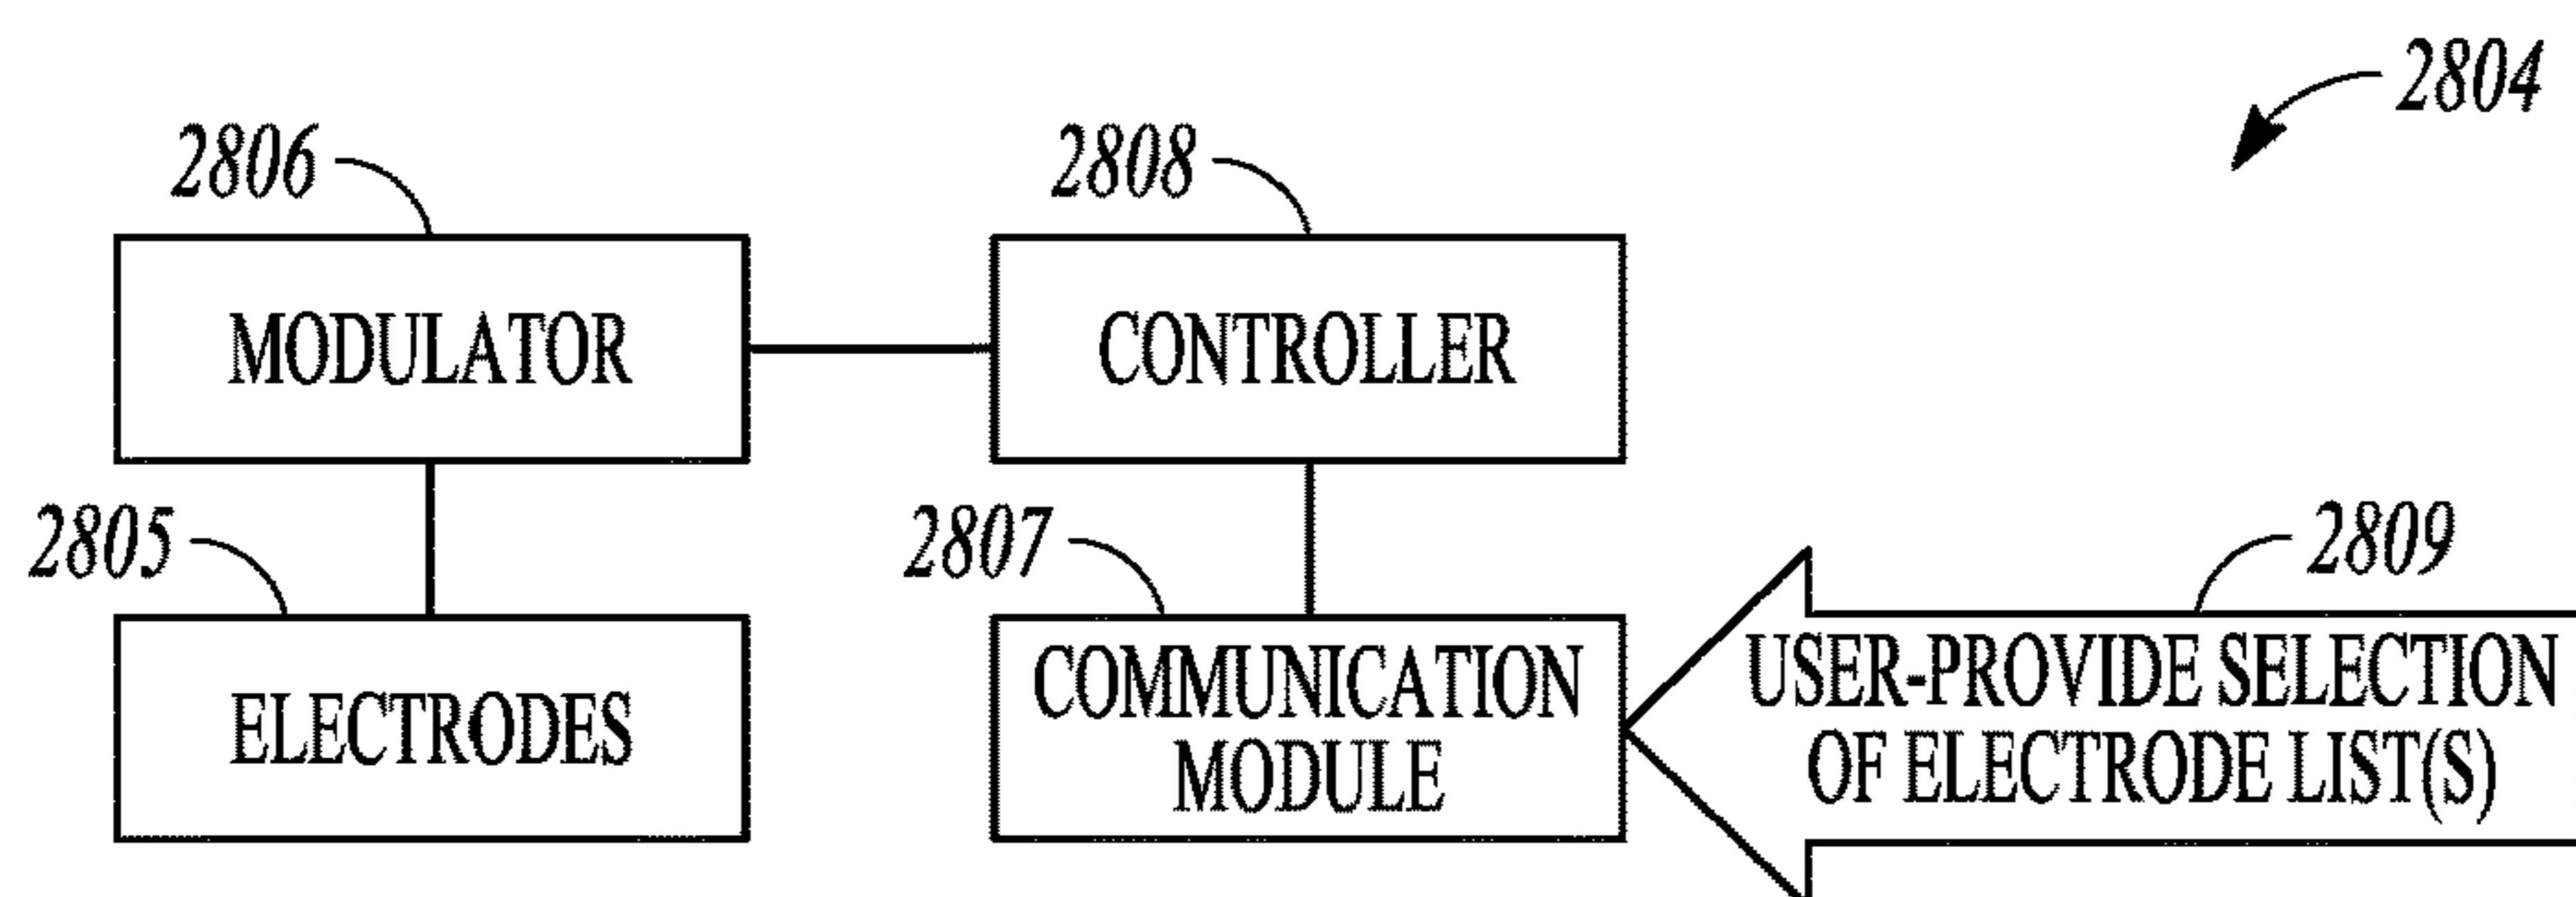 2804
2806
2808
MODULATOR
CONTROLLER
2805
2807
2809
ELECTRODES
COMMUNICATION
MODULE
USER-PROVIDE SELECTION
OF ELECTRODE LIST(S)